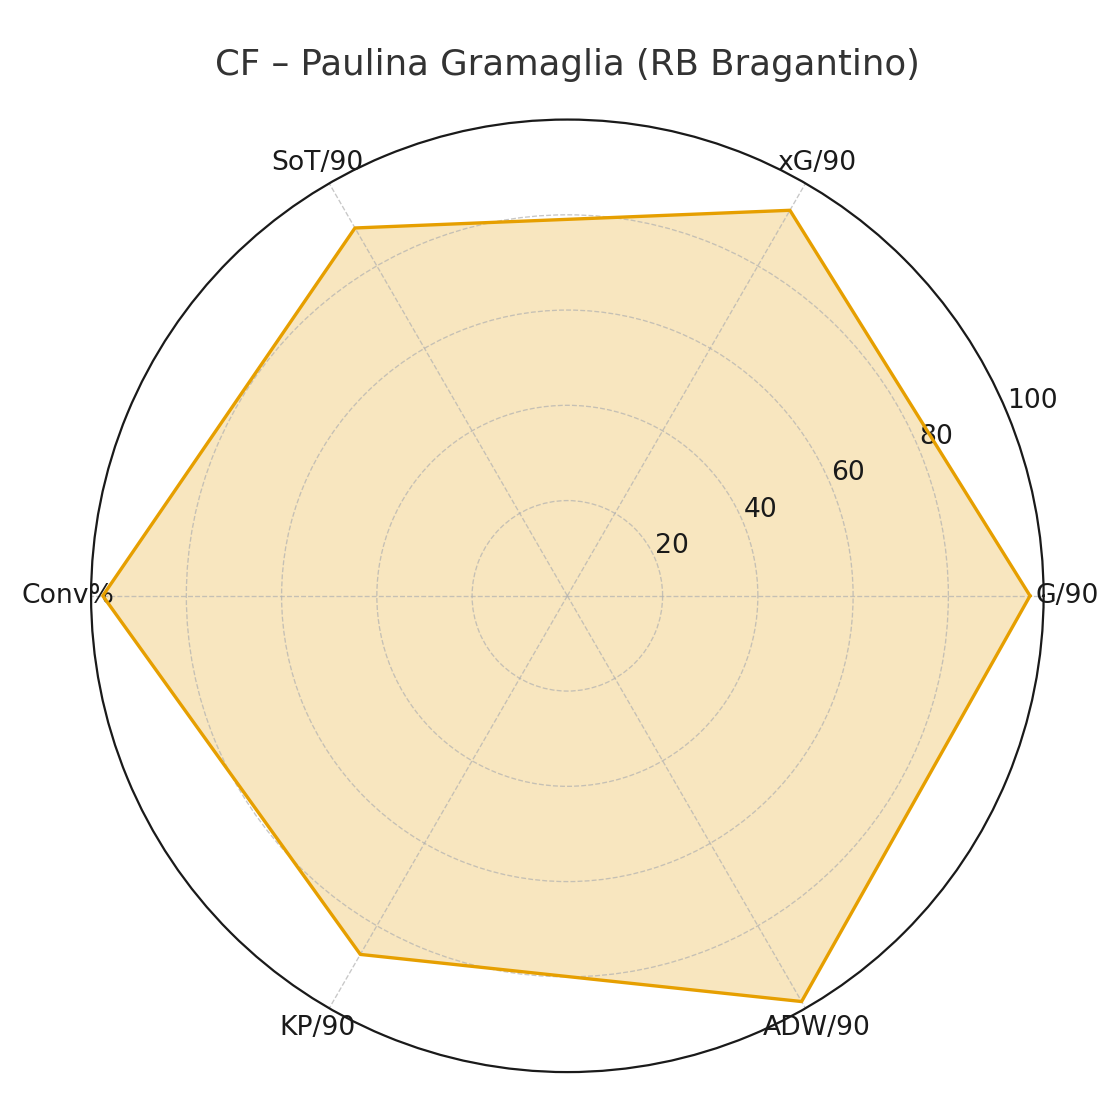 CF – Paulina Gramaglia (RB Bragantino)
SoT/90
xG/90
100
80
60
40
20
Conv%
G/90
KP/90
ADW/90